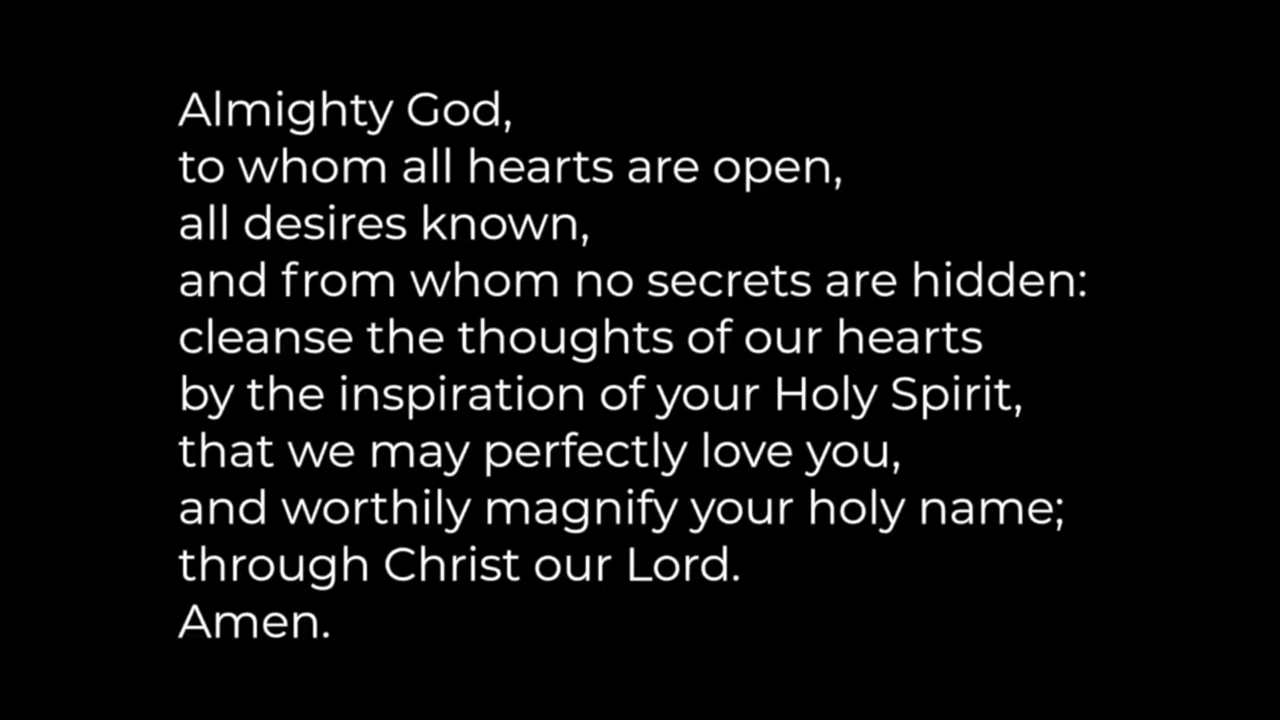 Almighty God,
to whom all hearts are open,
all desires known,
and from whom no secrets are hidden:
cleanse the thoughts of our hearts
by the inspiration of your Holy Spirit,
that we may perfectly love you,
and worthily magnify your holy name;
through Christ our Lord.
Amen.